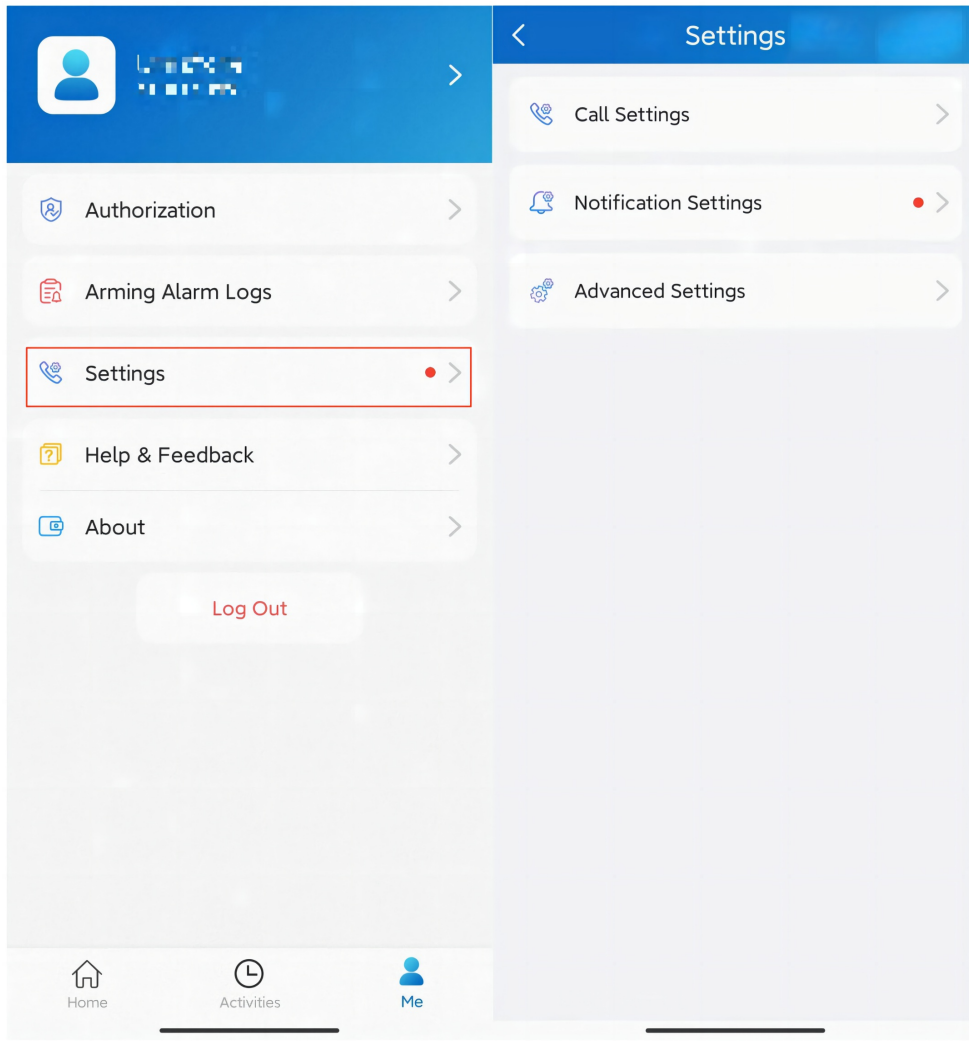 Authorization
Arming Alarm Logs
Settings
Help & Feedback
About
Log Out
Home
Activities
Me
Settings
Call Settings
Notification Settings
Advanced Settings